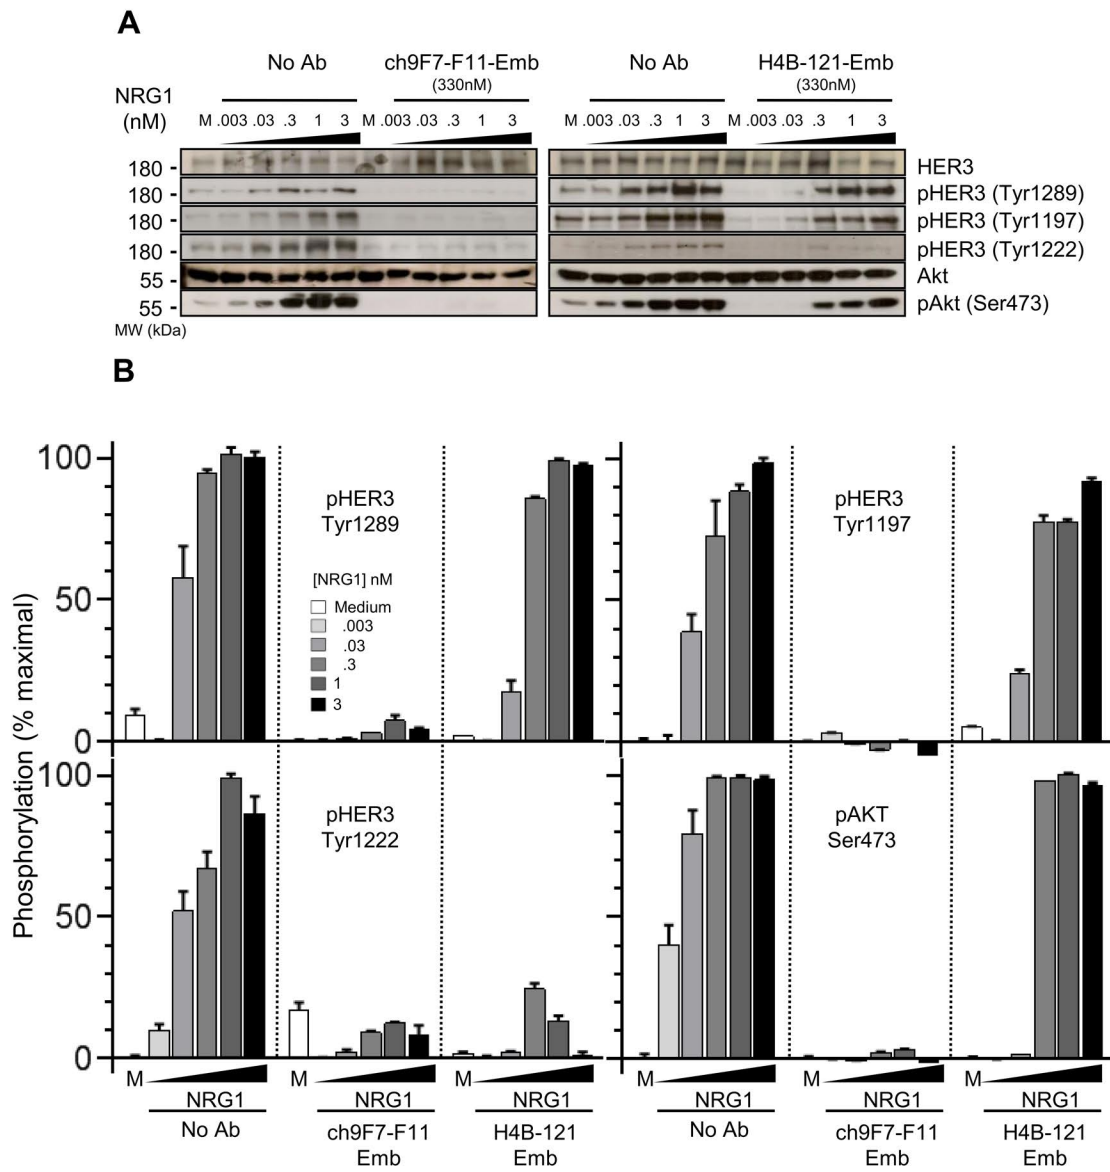 A
No Ab ch9F7-F11-Emb No Ab H4B-121-Emb
(330nM) (330nM)
NRG1
(nM) M .003 .03 .3 1 3 M .003 .03 .3 1 3 M .003 .03 .3 1 3 M .003 .03 .3 1 3
180 - HER3
180 - pHER3 (Tyr1289)
180 - pHER3 (Tyr1197)
180 - pHER3 (Tyr1222)
55 - Akt
55 - pAkt (Ser473)
MW (kDa)
B
Phosphorylation (% maximal)
100
50
0
pHER3
Tyr1289
[NRG1] nM
Medium
.003
.03
.3
1
3
pHER3
Tyr1197
100
50
0
pHER3
Tyr1222
pAKT
Ser473
M M M M M M
NRG1 NRG1 NRG1 NRG1 NRG1 NRG1
No Ab ch9F7-F11 H4B-121 No Ab ch9F7-F11 H4B-121
Emb Emb Emb Emb